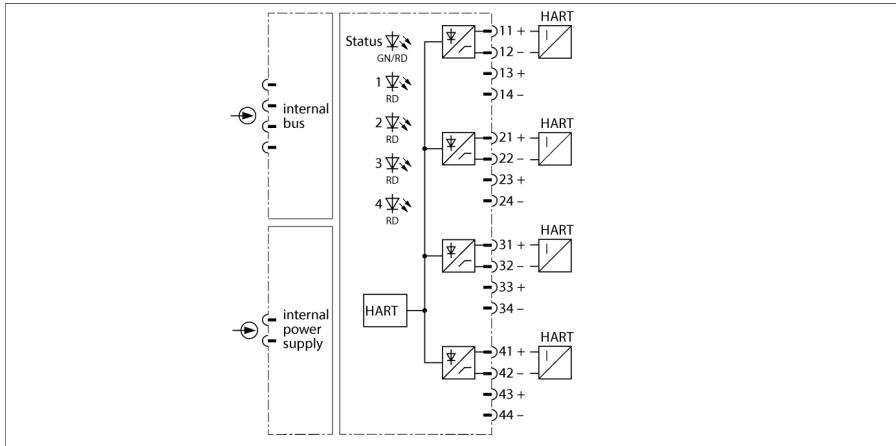 HART
Status
GN/RD
11 +
12 –
13 +
14 –
1
RD
internal
bus
2
RD
HART
21 +
22 –
23 +
24 –
3
RD
4
RD
HART
31 +
32 –
33 +
34 –
HART
internal
power
supply
HART
41 +
42 –
43 +
44 –